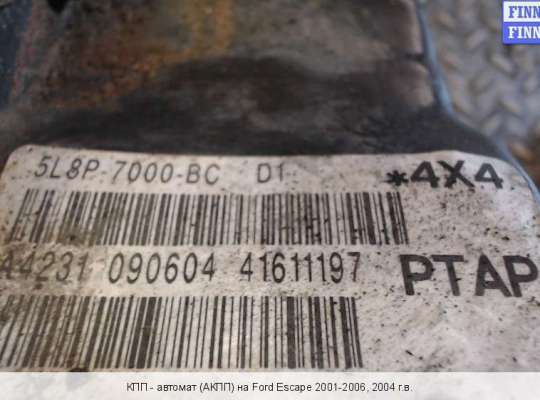 FINN
FINN
5L8P-7000-BC D1 *4X4
A4231 090604 41611197 PTAP
КПП - автомат (АКПП) на Ford Escape 2001-2006, 2004 г.в.